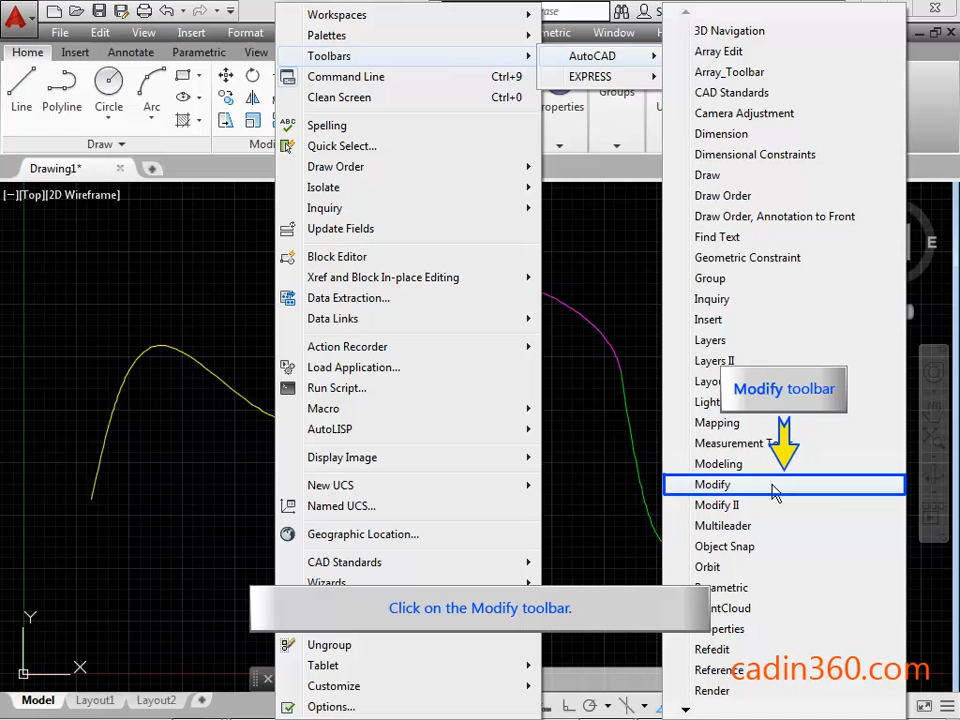 File Edit View Insert Format
Parametric Window
Home Insert Annotate Parametric View
Line
Polyline
Circle
Arc
Draw
Groups
Drawing1*
[−][Top][2D Wireframe]
Workspaces
Palettes
Toolbars
Command Line Ctrl+9
Clean Screen Ctrl+0
Spelling
Quick Select...
Draw Order
Isolate
Inquiry
Update Fields
Block Editor
Xref and Block In-place Editing
Data Extraction...
Data Links
Action Recorder
Load Application...
Run Script...
Macro
AutoLISP
Display Image
New UCS
Named UCS...
Geographic Location...
CAD Standards
Wizards
Ungroup
Tablet
Customize
Options...
AutoCAD
EXPRESS
3D Navigation
Array Edit
Array_Toolbar
CAD Standards
Camera Adjustment
Dimension
Dimensional Constraints
Draw
Draw Order
Draw Order, Annotation to Front
Find Text
Geometric Constraint
Group
Inquiry
Insert
Layers
Layers II
Mapping
Measurement
Modeling
Modify
Modify II
Multileader
Object Snap
Orbit
Refedit
Reference
Render
Modify toolbar
Click on the Modify toolbar.
E
Y
X
Model Layout1 Layout2
cadin360.com